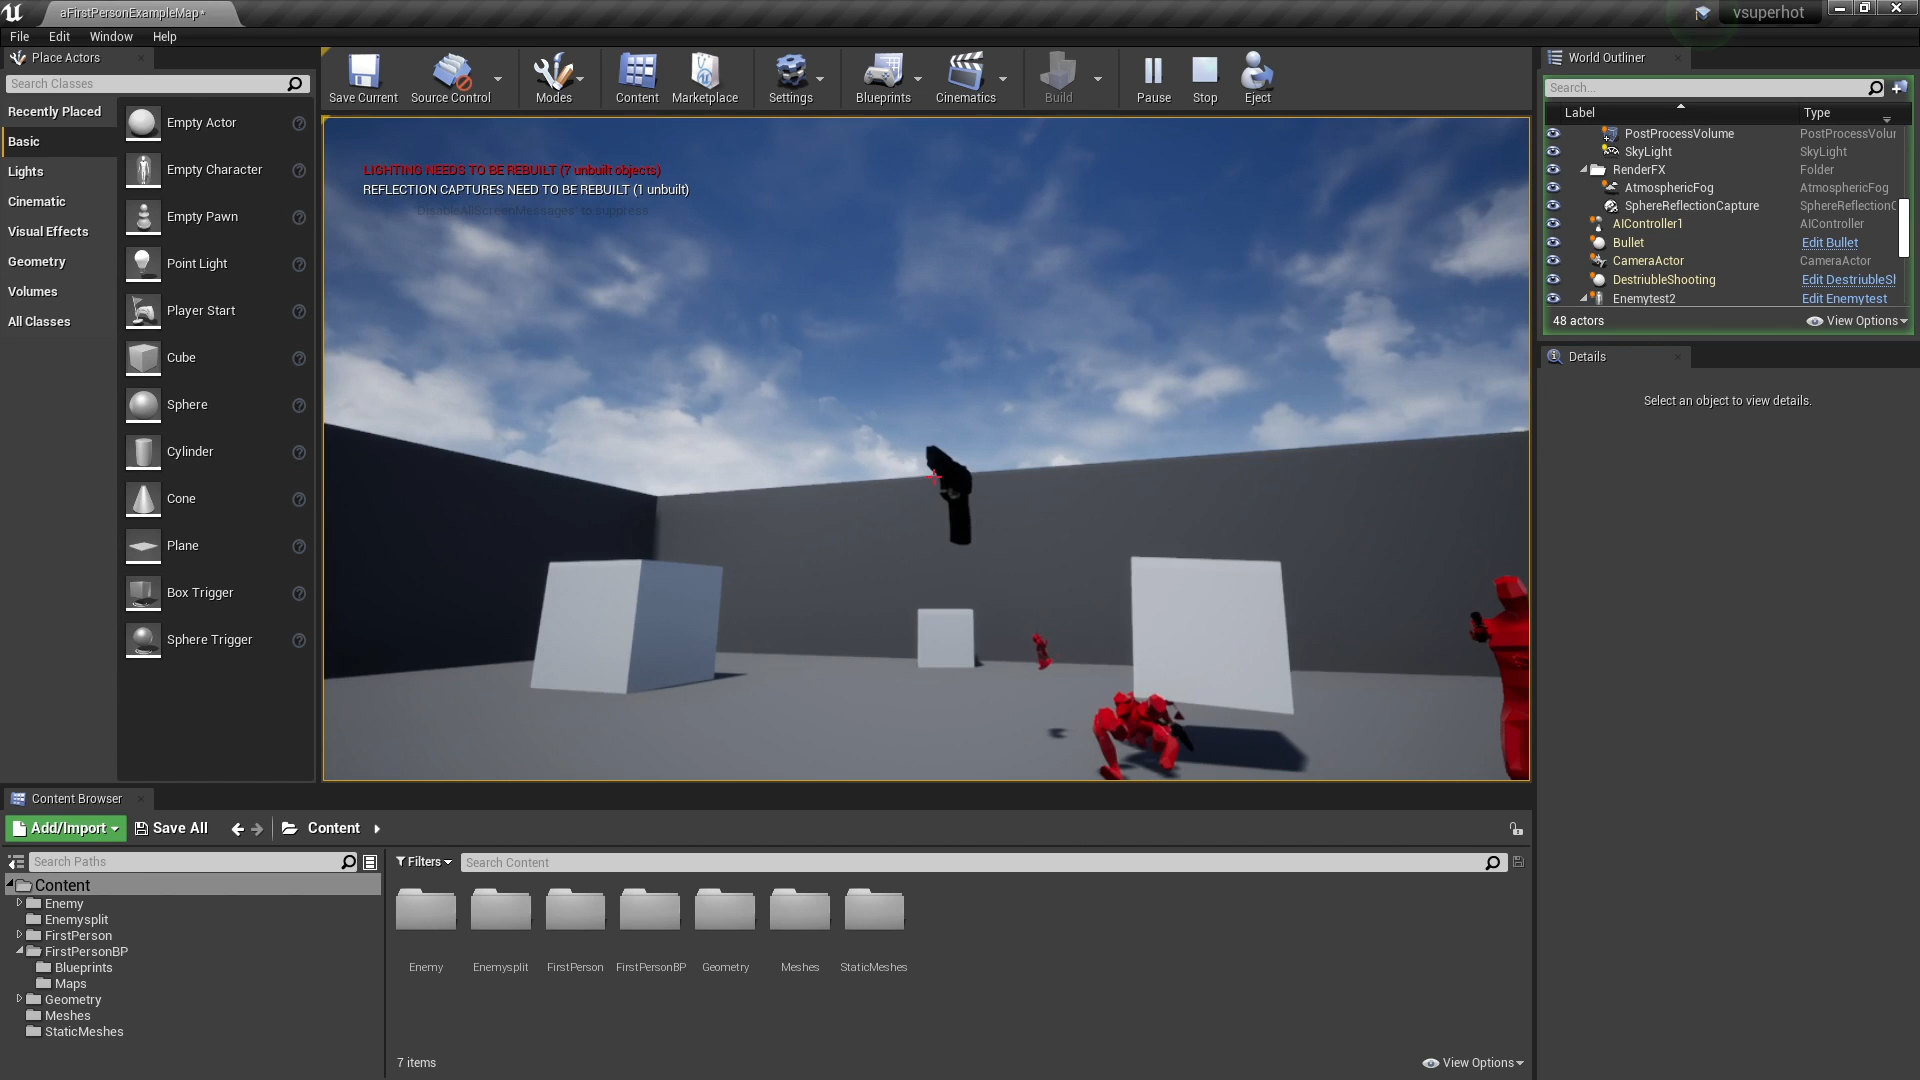 aFirstPersonExampleMap*
vsuperhot
File Edit Window Help
Place Actors
Search Classes
Recently Placed
Basic
Lights
Cinematic
Visual Effects
Geometry
Volumes
All Classes
Empty Actor
Empty Character
Empty Pawn
Point Light
Player Start
Cube
Sphere
Cylinder
Cone
Plane
Box Trigger
Sphere Trigger
Save Current
Source Control
Modes
Content
Marketplace
Settings
Blueprints
Cinematics
Build
Pause
Stop
Eject
LIGHTING NEEDS TO BE REBUILT (7 unbuilt objects)
REFLECTION CAPTURES NEED TO BE REBUILT (1 unbuilt)
'DisableAllScreenMessages' to suppress
World Outliner
Search...
Label Type
PostProcessVolume PostProcessVolur
SkyLight SkyLight
RenderFX Folder
AtmosphericFog AtmosphericFog
SphereReflectionCapture SphereReflectionC
AIController1 AIController
Bullet Edit Bullet
CameraActor CameraActor
DestriubleShooting Edit DestriubleSl
Enemytest2 Edit Enemytest
48 actors View Options
Details
Select an object to view details.
Content Browser
Add/Import Save All Content
Search Paths
Content
Enemy
Enemysplit
FirstPerson
FirstPersonBP
Blueprints
Maps
Geometry
Meshes
StaticMeshes
Filters Search Content
Enemy Enemysplit FirstPerson FirstPersonBP Geometry Meshes StaticMeshes
7 items View Options